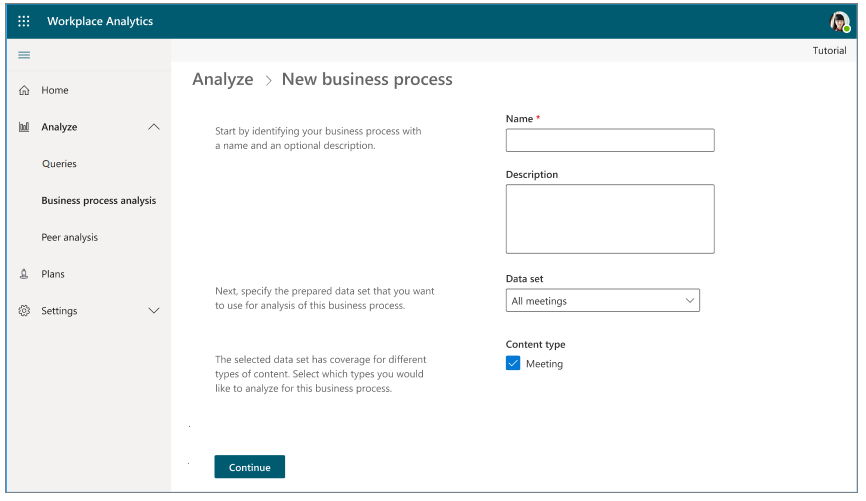 Workplace Analytics
Tutorial
Home
Analyze
Queries
Business process analysis
Peer analysis
Plans
Settings
Analyze > New business process
Start by identifying your business process with
a name and an optional description.
Name *
Description
Next, specify the prepared data set that you want
to use for analysis of this business process.
Data set
All meetings
The selected data set has coverage for different
types of content. Select which types you would
like to analyze for this business process.
Content type
Meeting
Continue